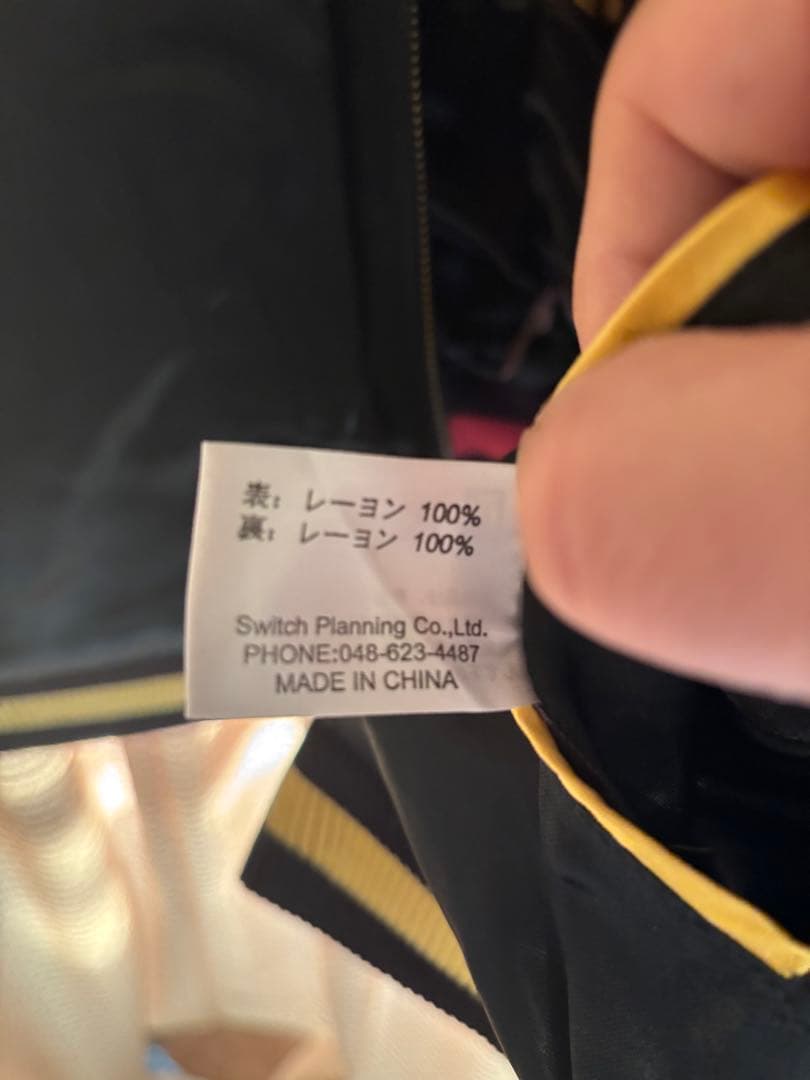 表: レーヨン 100%
裏: レーヨン 100%
Switch Planning Co.,Ltd.
PHONE:048-623-4487
MADE IN CHINA